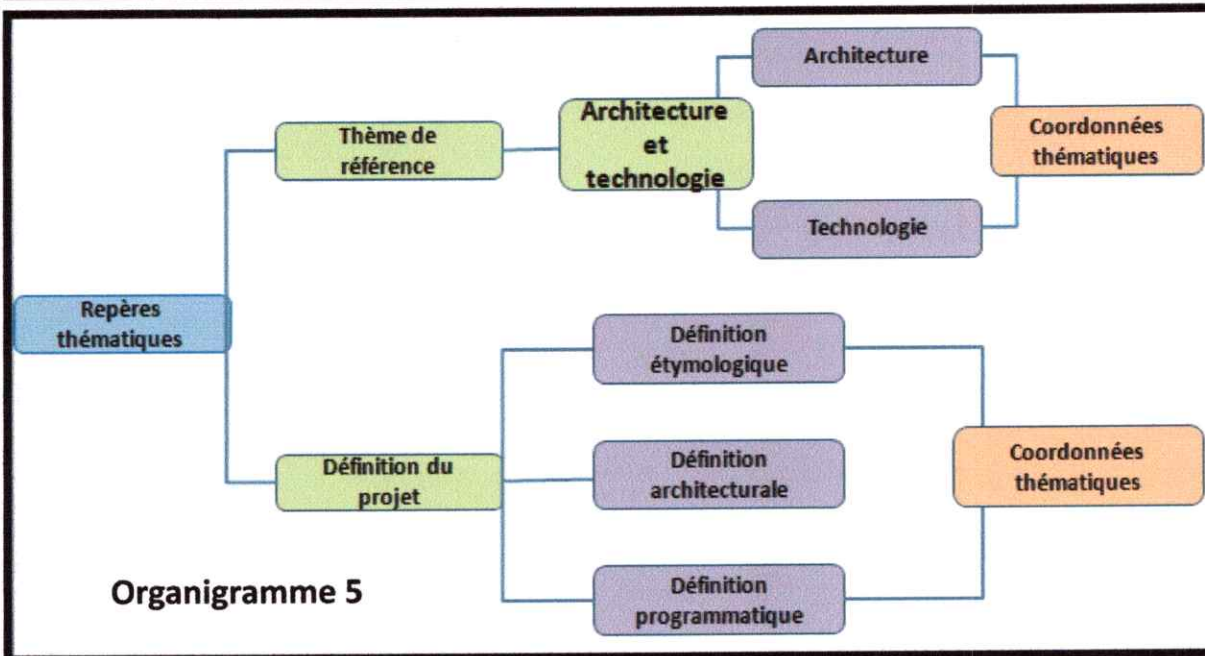 Architecture
Architecture
et
technologie
Thème de
référence
Coordonnées
thématiques
Technologie
Repères
thématiques
Définition
étymologique
Définition du
projet
Définition
architecturale
Coordonnées
thématiques
Définition
programmatique
Organigramme 5